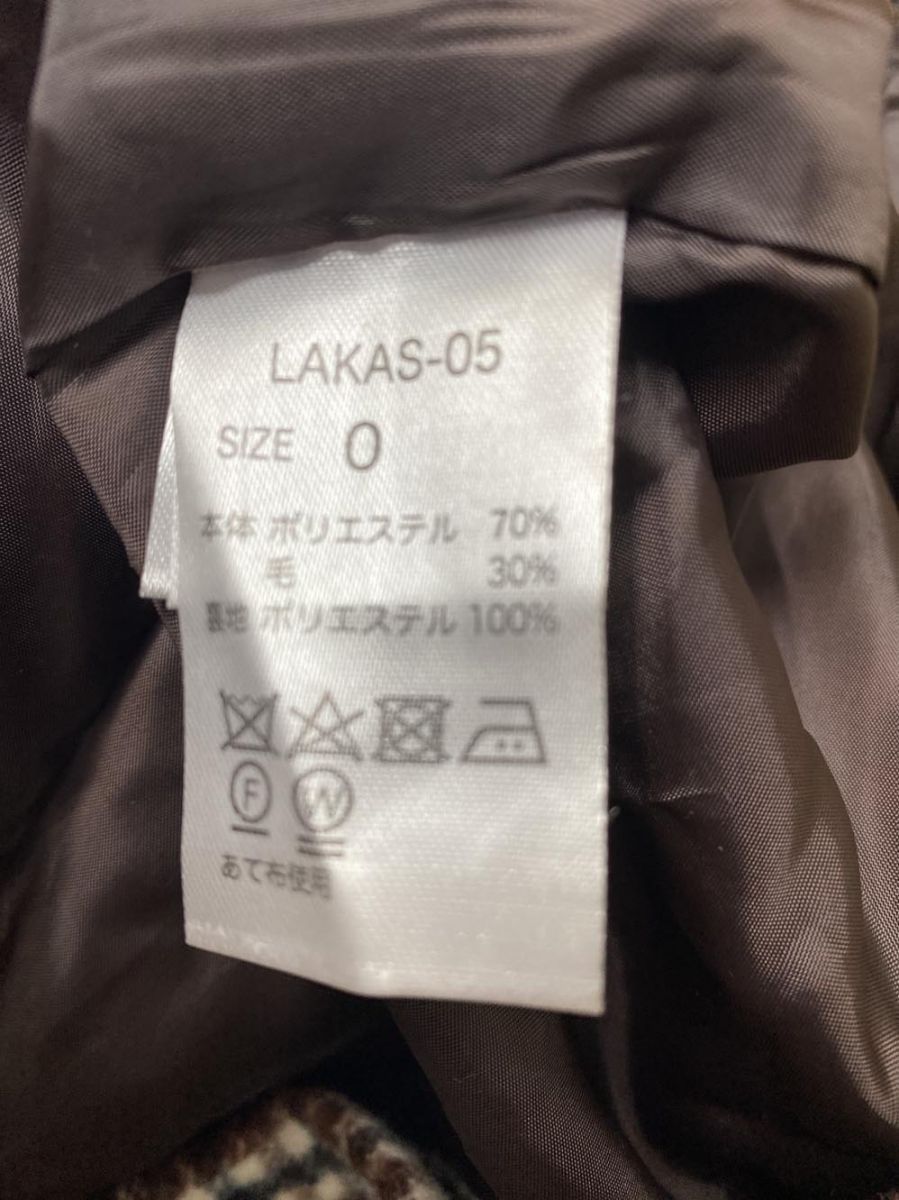 LAKAS-05
SIZE 0
本体 ポリエステル 70%
毛 30%
裏地 ポリエステル 100%
F W
あて布使用